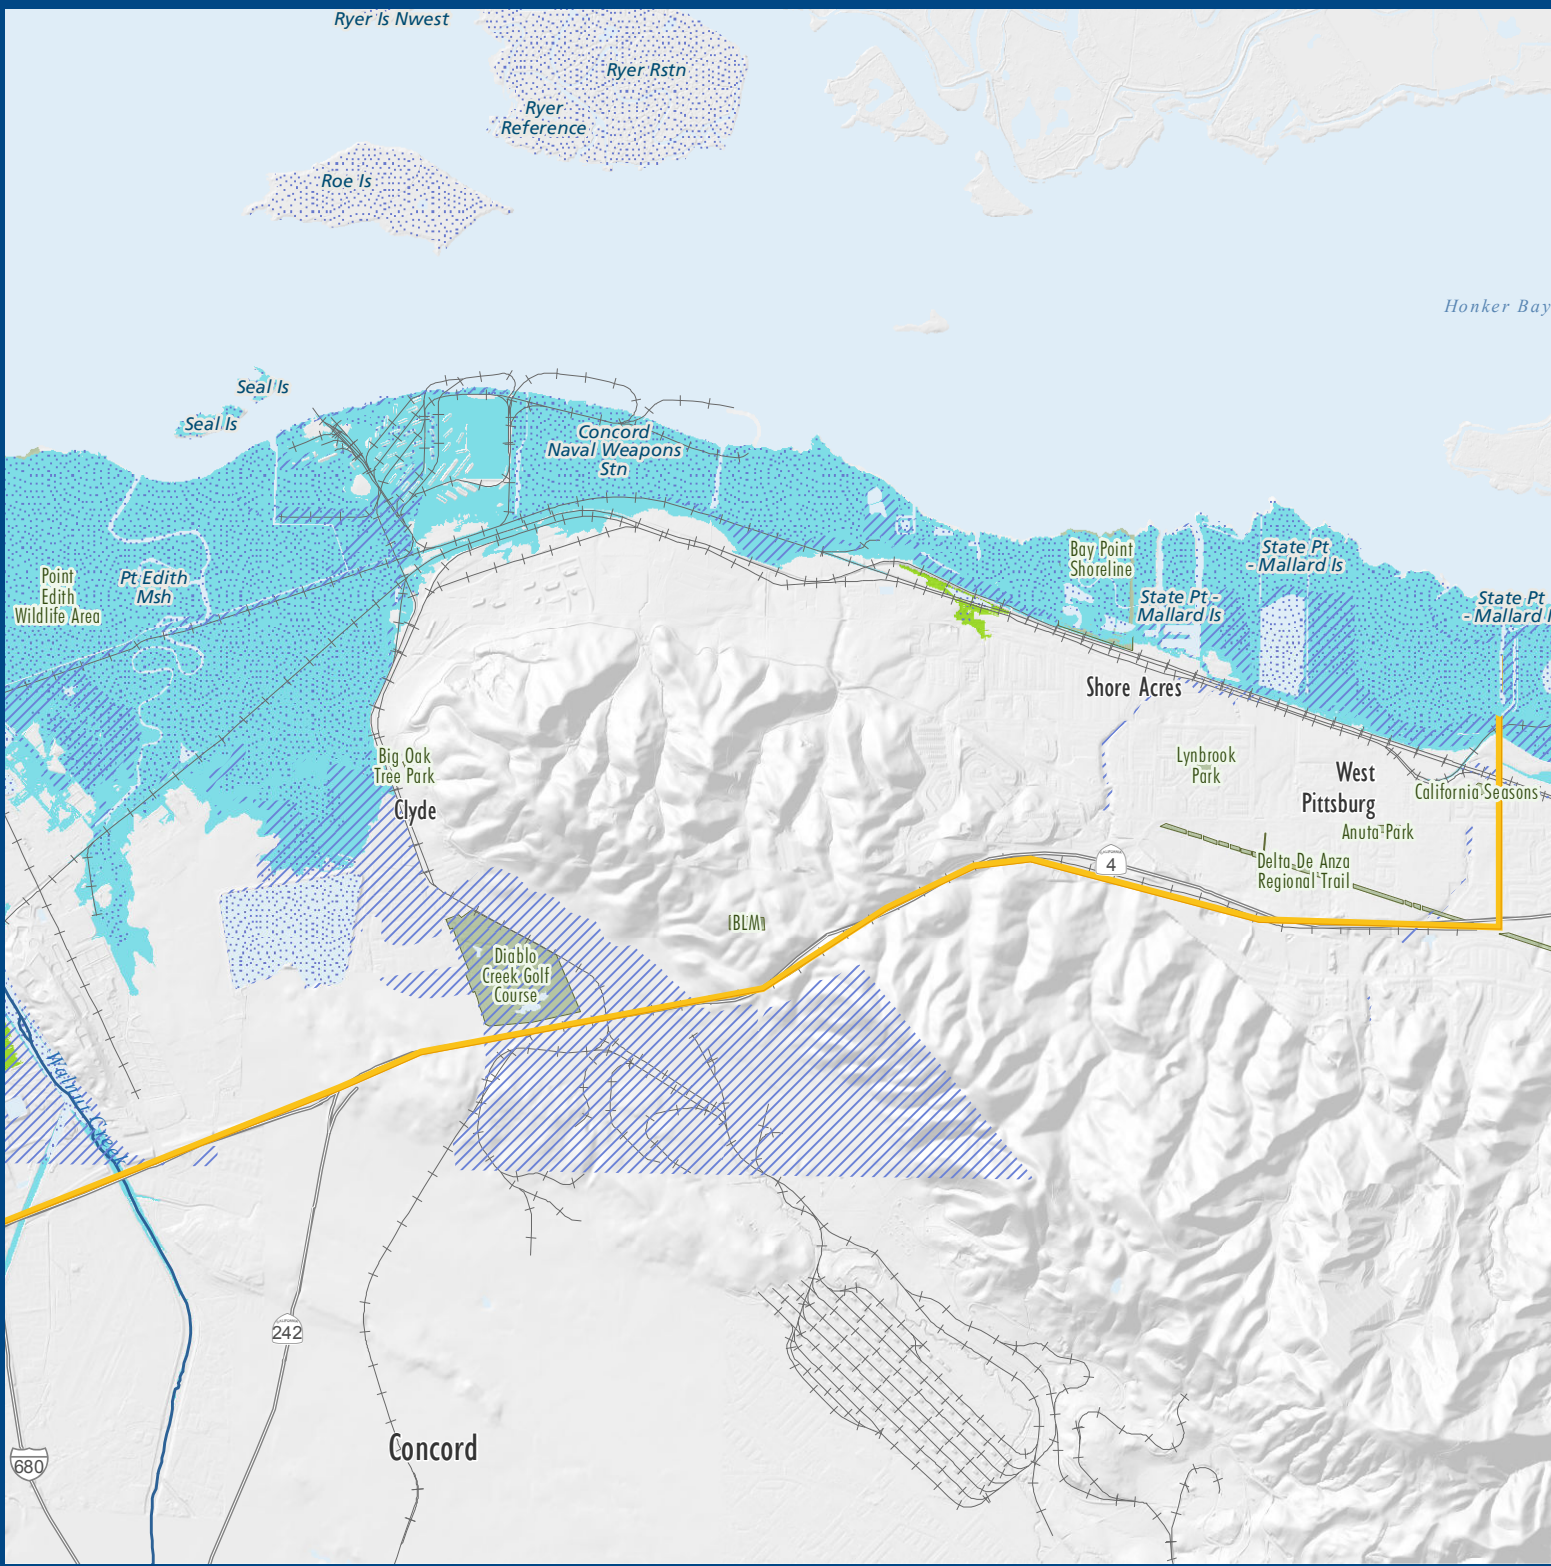 Ryer Is Nwest
Ryer Rstn
Ryer
Reference
Roe Is
Honker Bay
Seal Is
Seal Is
Concord
Naval Weapons
Stn
Point
Edith
Wildlife Area
Pt Edith
Msh
Bay Point
Shoreline
State Pt
- Mallard Is
State Pt -
Mallard Is
State Pt
- Mallard I
Shore Acres
Big Oak
Tree Park
Clyde
Lynbrook
Park
West
Pittsburg
California Seasons
Anuta Park
CALIFORNIA
4
Delta De Anza
Regional Trail
BLM
Diablo
Creek Golf
Course
Walnut Creek
CALIFORNIA
242
Concord
680